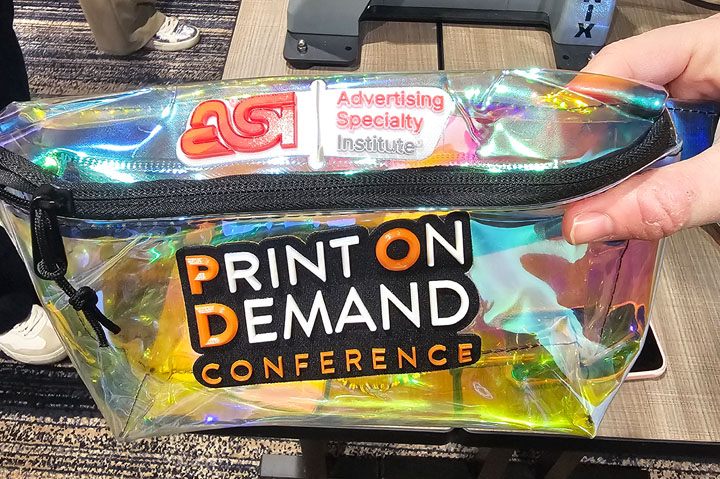 asi
Advertising
Specialty
Institute
PRINT ON
DEMAND
CONFERENCE